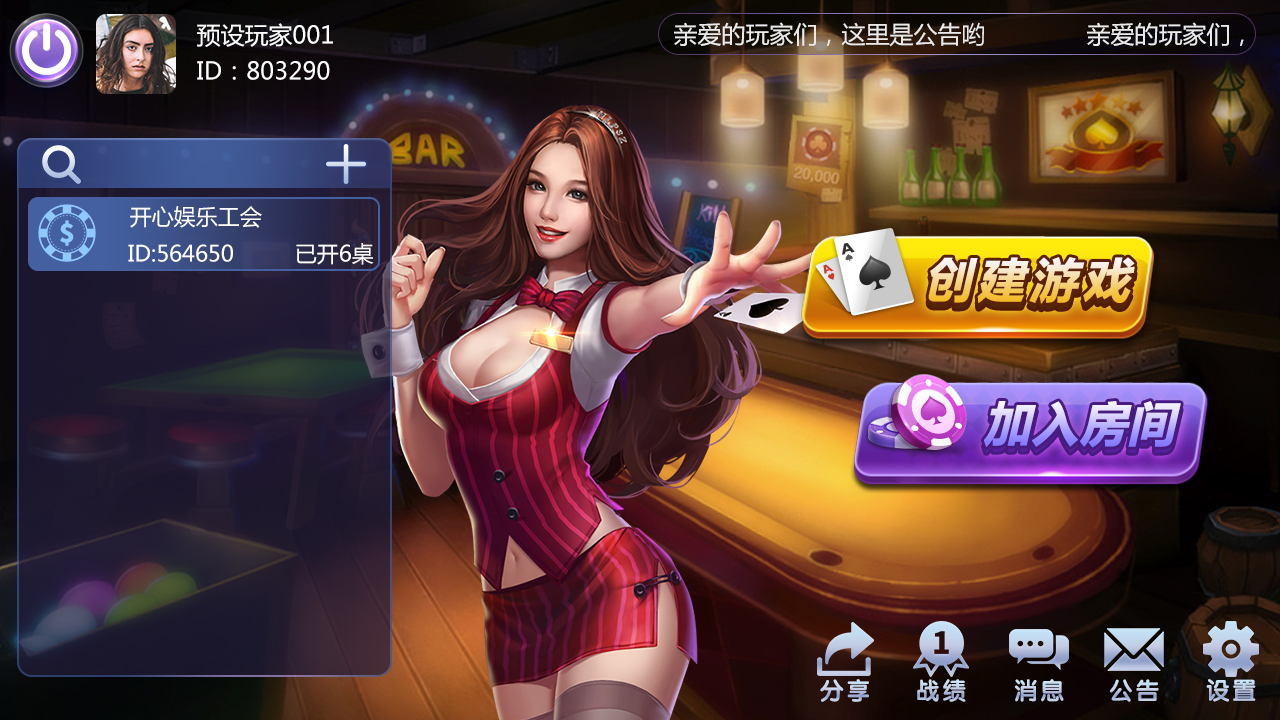 预设玩家001
ID：803290
亲爱的玩家们，这里是公告哟
亲爱的玩家们，
开心娱乐工会
ID:564650
已开6桌
BAR
20,000
A
A
创建游戏
加入房间
1
分享
战绩
消息
公告
设置